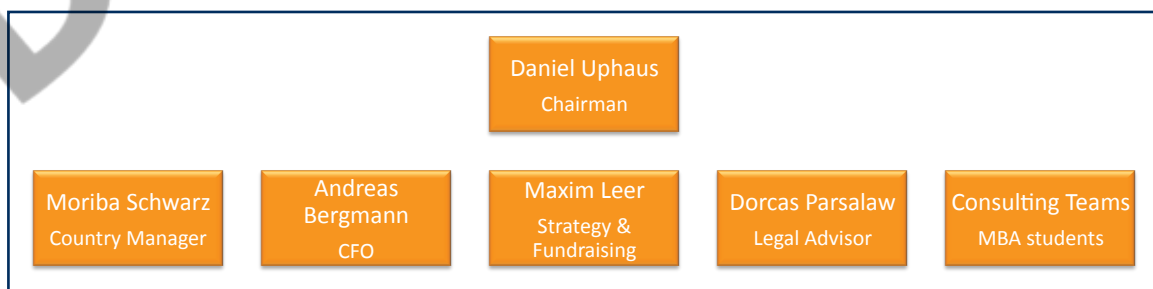 Daniel Uphaus
Chairman
Moriba Schwarz
Country Manager
Andreas
Bergmann
CFO
Maxim Leer
Strategy &
Fundraising
Dorcas Parsalaw
Legal Advisor
Consulting Teams
MBA students